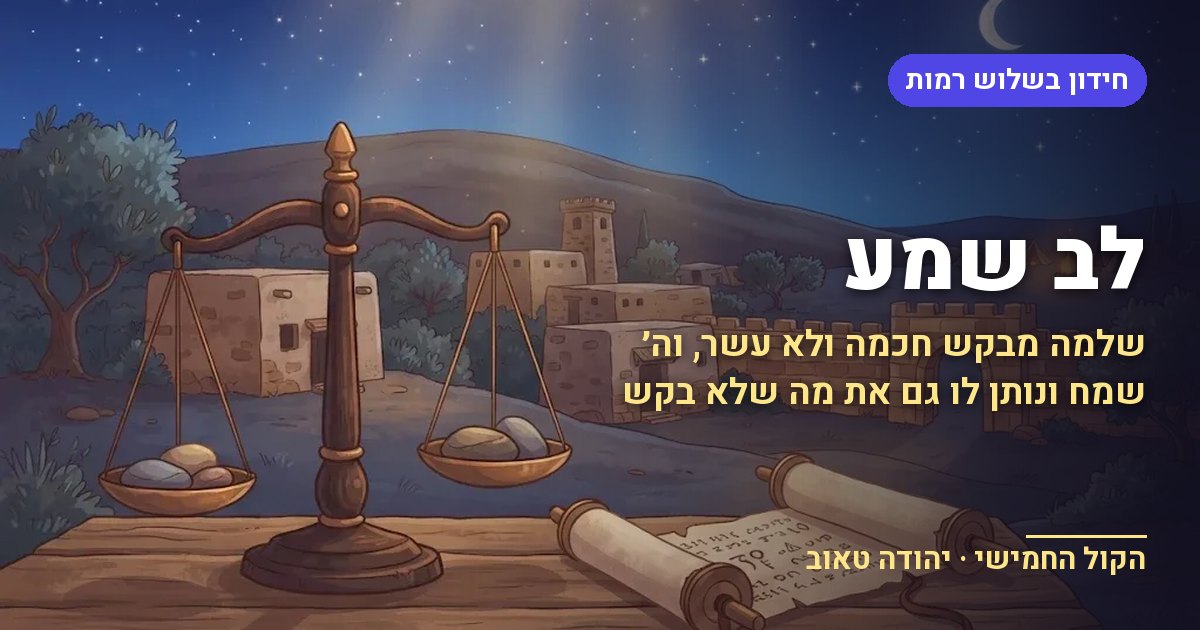 חידון בשלוש רמות
לב שמע
שלמה מבקש חכמה ולא עשר, וה׳
שמח ונותן לו גם את מה שלא בקש
הקול החמישי · יהודה טאוב